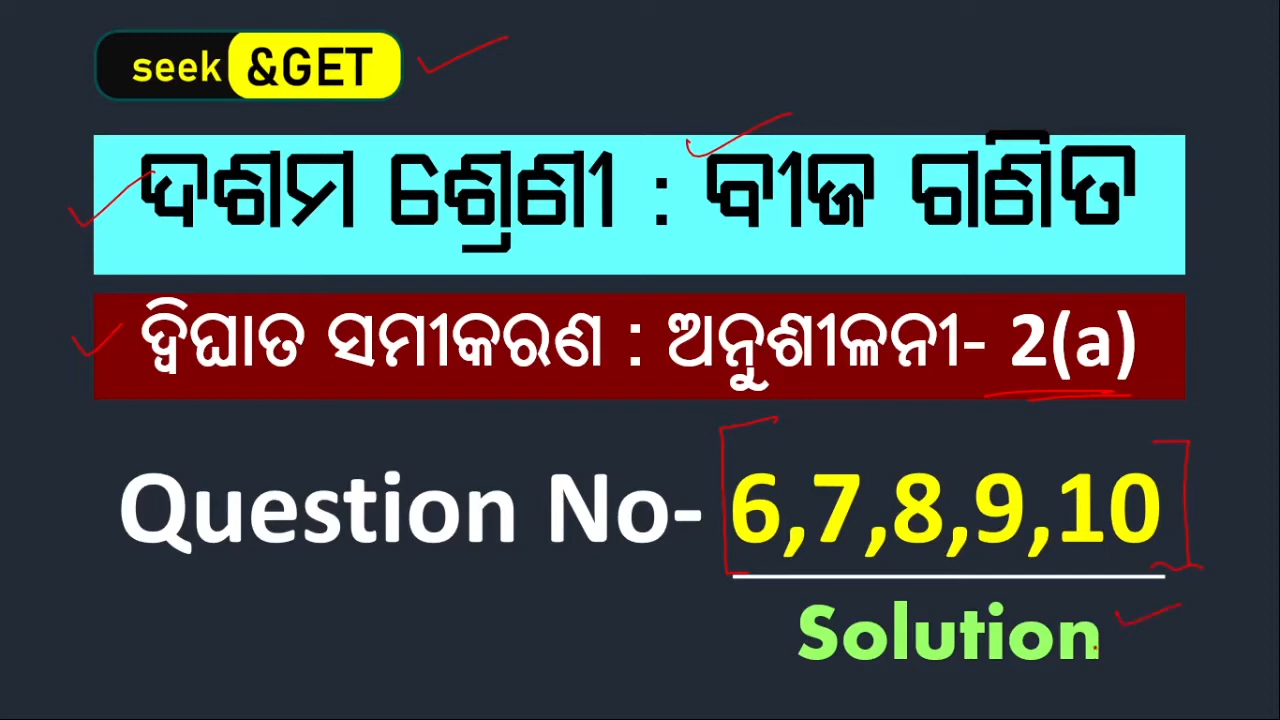 seek &GET
ଦଶମ ଶ୍ରେଣୀ : ବୀଜ ଗଣିତ
ଦ୍ୱିଘାତ ସମୀକରଣ : ଅନୁଶୀଳନୀ- 2(a)
Question No- 6,7,8,9,10
Solution